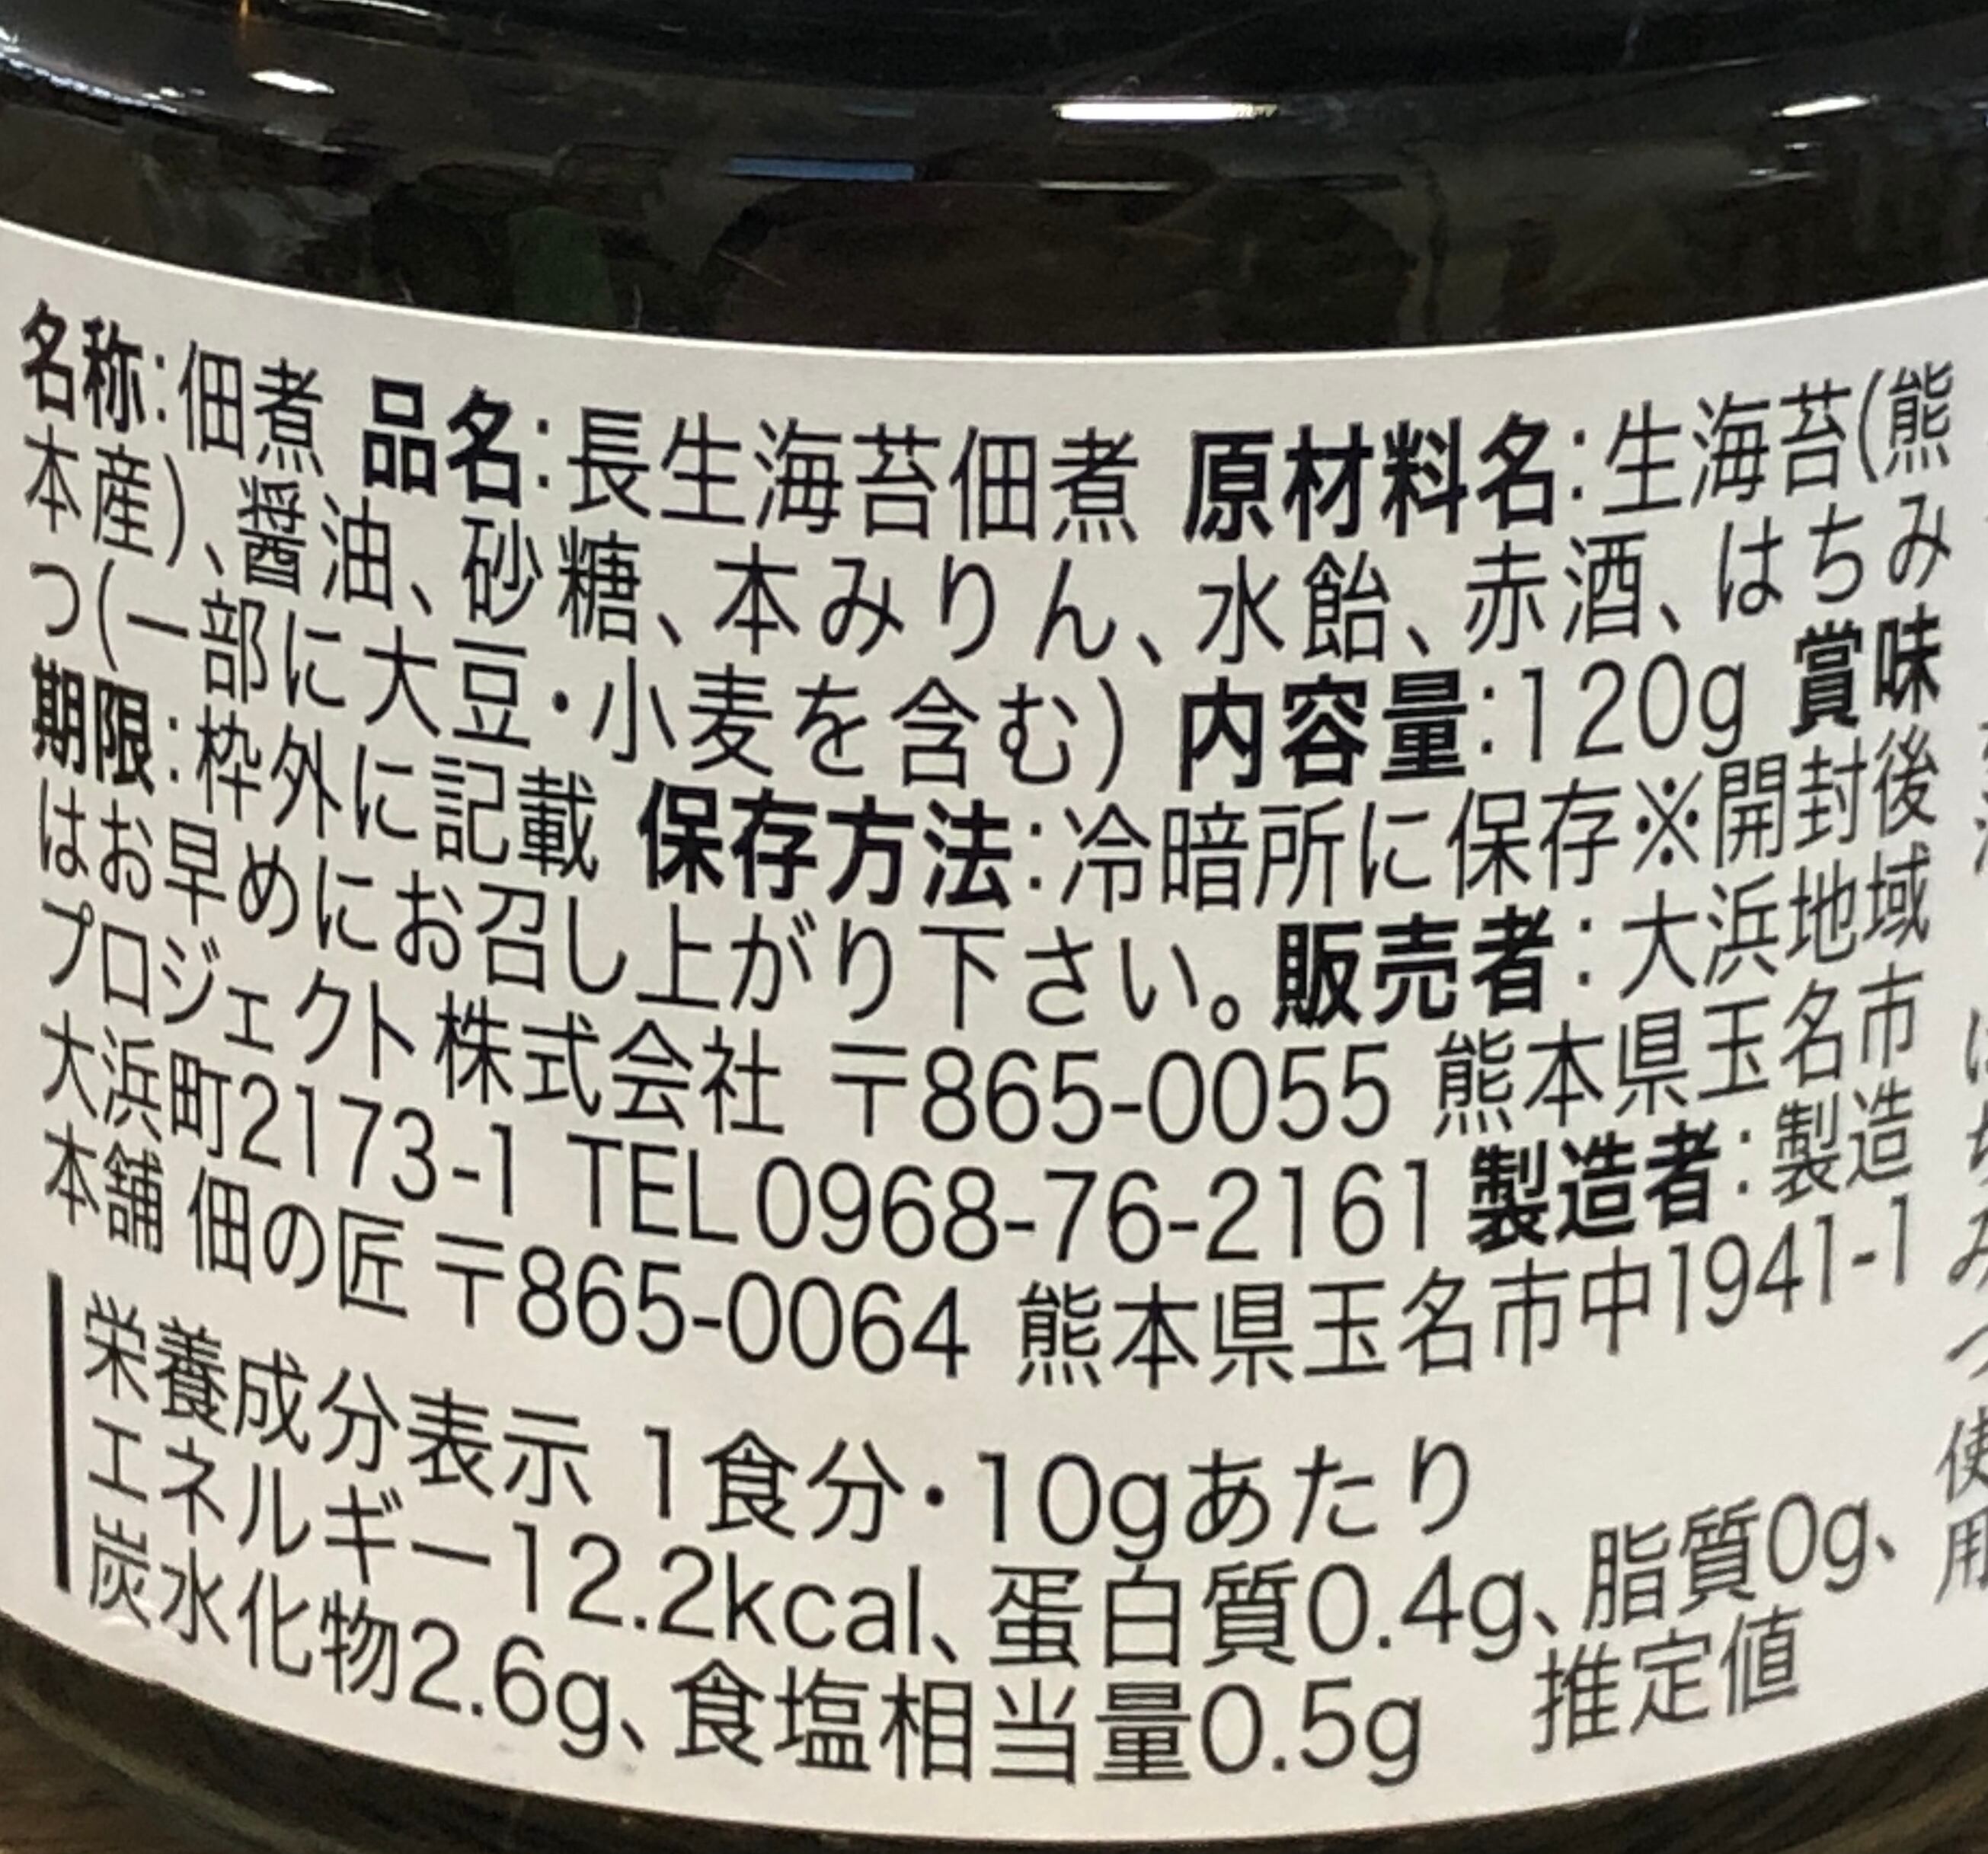 名称:佃煮 品名:長生海苔佃煮 原材料名:生海苔(熊
本産)、醤油、砂糖、本みりん、水飴、赤酒、はちみ
つ(一部に大豆・小麦を含む) 内容量:120g 賞味
期限:枠外に記載 保存方法:冷暗所に保存※開封後
はお早めにお召し上がり下さい。販売者:大浜地域
プロジェクト株式会社 〒865-0055 熊本県玉名市
大浜町2173-1 TEL0968-76-2161 製造者:製造
本舗 佃の匠 〒865-0064 熊本県玉名市中1941-1
栄養成分表示 1食分・10gあたり
エネルギー12.2kcal、蛋白質0.4g、脂質0g、
炭水化物2.6g、食塩相当量0.5g 推定値
はちみつ使用